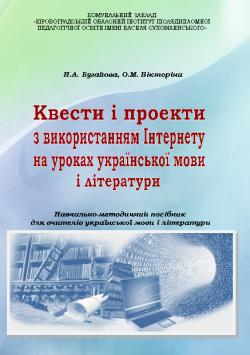 КОМУНАЛЬНИЙ ЗАКЛАД
«КІРОВОГРАДСЬКИЙ ОБЛАСНИЙ ІНСТИТУТ ПІСЛЯДИПЛОМНОЇ
ПЕДАГОГІЧНОЇ ОСВІТИ ІМЕНІ ВАСИЛЯ СУХОМЛИНСЬКОГО»
Н.А. Бугайова, О.М. Вікторіна
Квести і проекти
з використанням Інтернету
на уроках української мови
і літератури
Навчально-методичний посібник
для вчителів української мови і літератури